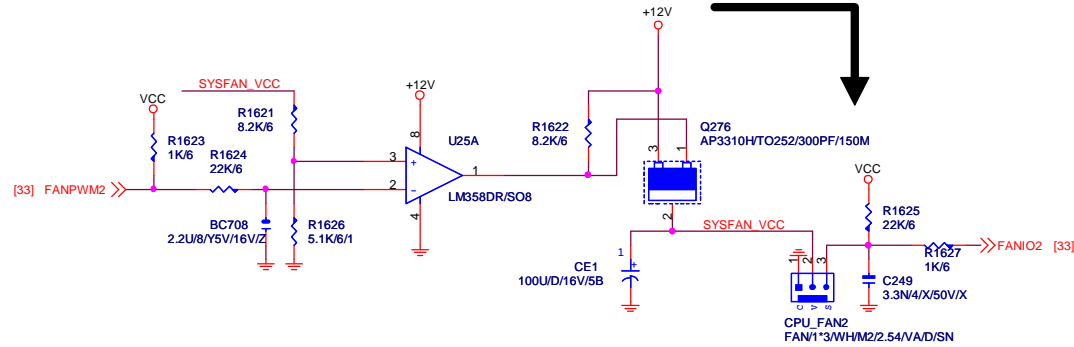 +12V
SYSFAN_VCC
+12V
VCC
R1621
8.2K/6
R1623
1K/6
R1624
22K/6
U25A
8
3
+
1
2
-
4
LM358DR/SO8
R1622
8.2K/6
Q276
AP3310H/TO252/300PF/150M
3
1
2
[33] FANPWM2
BC708
2.2U/8/Y5V/16V/Z
R1626
5.1K/6/1
SYSFAN_VCC
VCC
R1625
22K/6
R1627
1K/6
FANIO2 [33]
CE1
100U/D/16V/5B
1
+
1
2
3
C
V
S
C249
3.3N/4/X/50V/X
CPU_FAN2
FAN/1*3/WH/M2/2.54/VA/D/SN